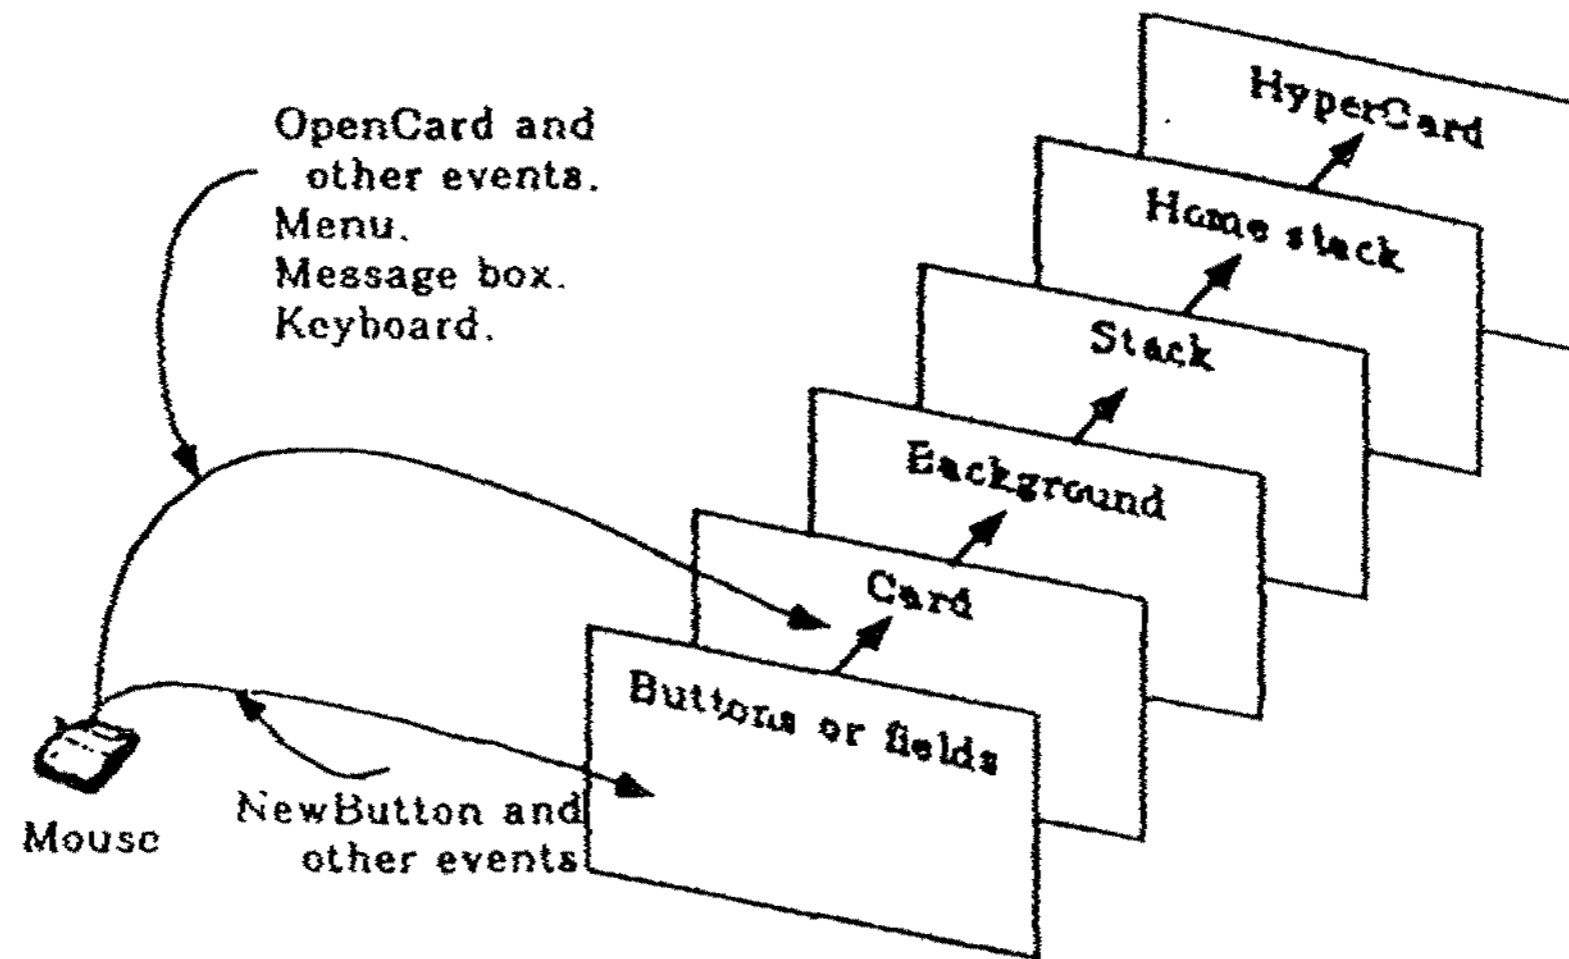 OpenCard and
other events.
Menu.
Message box.
Keyboard.
HyperCard
Home stack
Stack
Background
Card
Buttons or fields
Mouse
NewButton and
other events